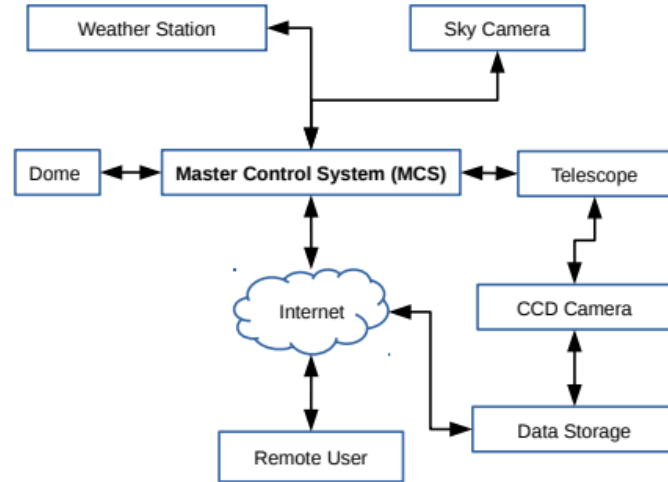 Weather Station
Sky Camera
Dome
Master Control System (MCS)
Telescope
Internet
CCD Camera
Remote User
Data Storage